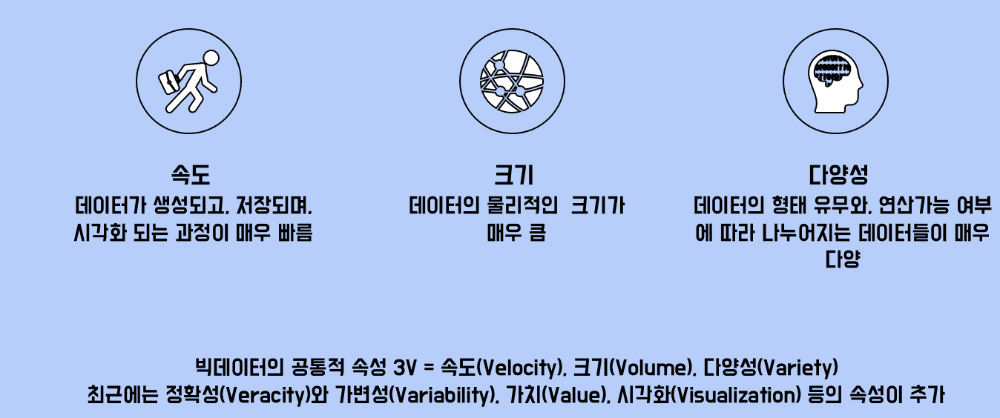 속도
데이터가 생성되고, 저장되며,
시각화 되는 과정이 매우 빠름
크기
데이터의 물리적인 크기가
매우 큼
다양성
데이터의 형태 유무와, 연산가능 여부
에 따라 나누어지는 데이터들이 매우
다양
빅데이터의 공통적 속성 3V = 속도(Velocity), 크기(Volume), 다양성(Variety)
최근에는 정확성(Veracity)와 가변성(Variability), 가치(Value), 시각화(Visualization) 등의 속성이 추가